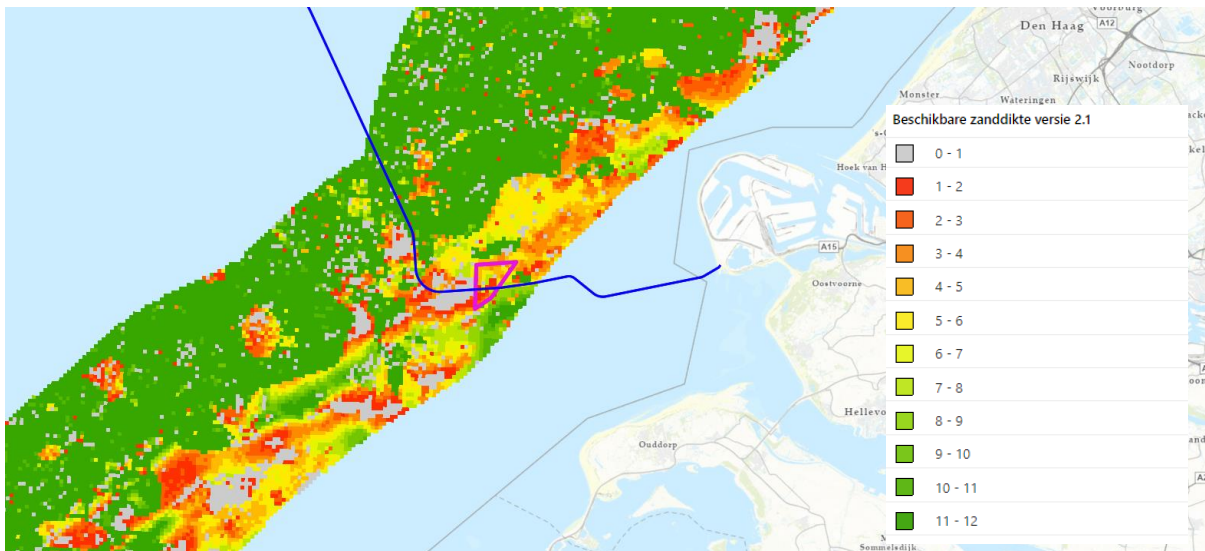 Voorburg
Den Haag
A12
Rijswijk
Nootdorp
Monster
Wateringen
Hoek van H
A15
Oostvoorne
Hellevo
Ouddorp
Sommelsdijk
Beschikbare zanddikte versie 2.1
0 - 1
1 - 2
2 - 3
3 - 4
4 - 5
5 - 6
6 - 7
7 - 8
8 - 9
9 - 10
10 - 11
11 - 12